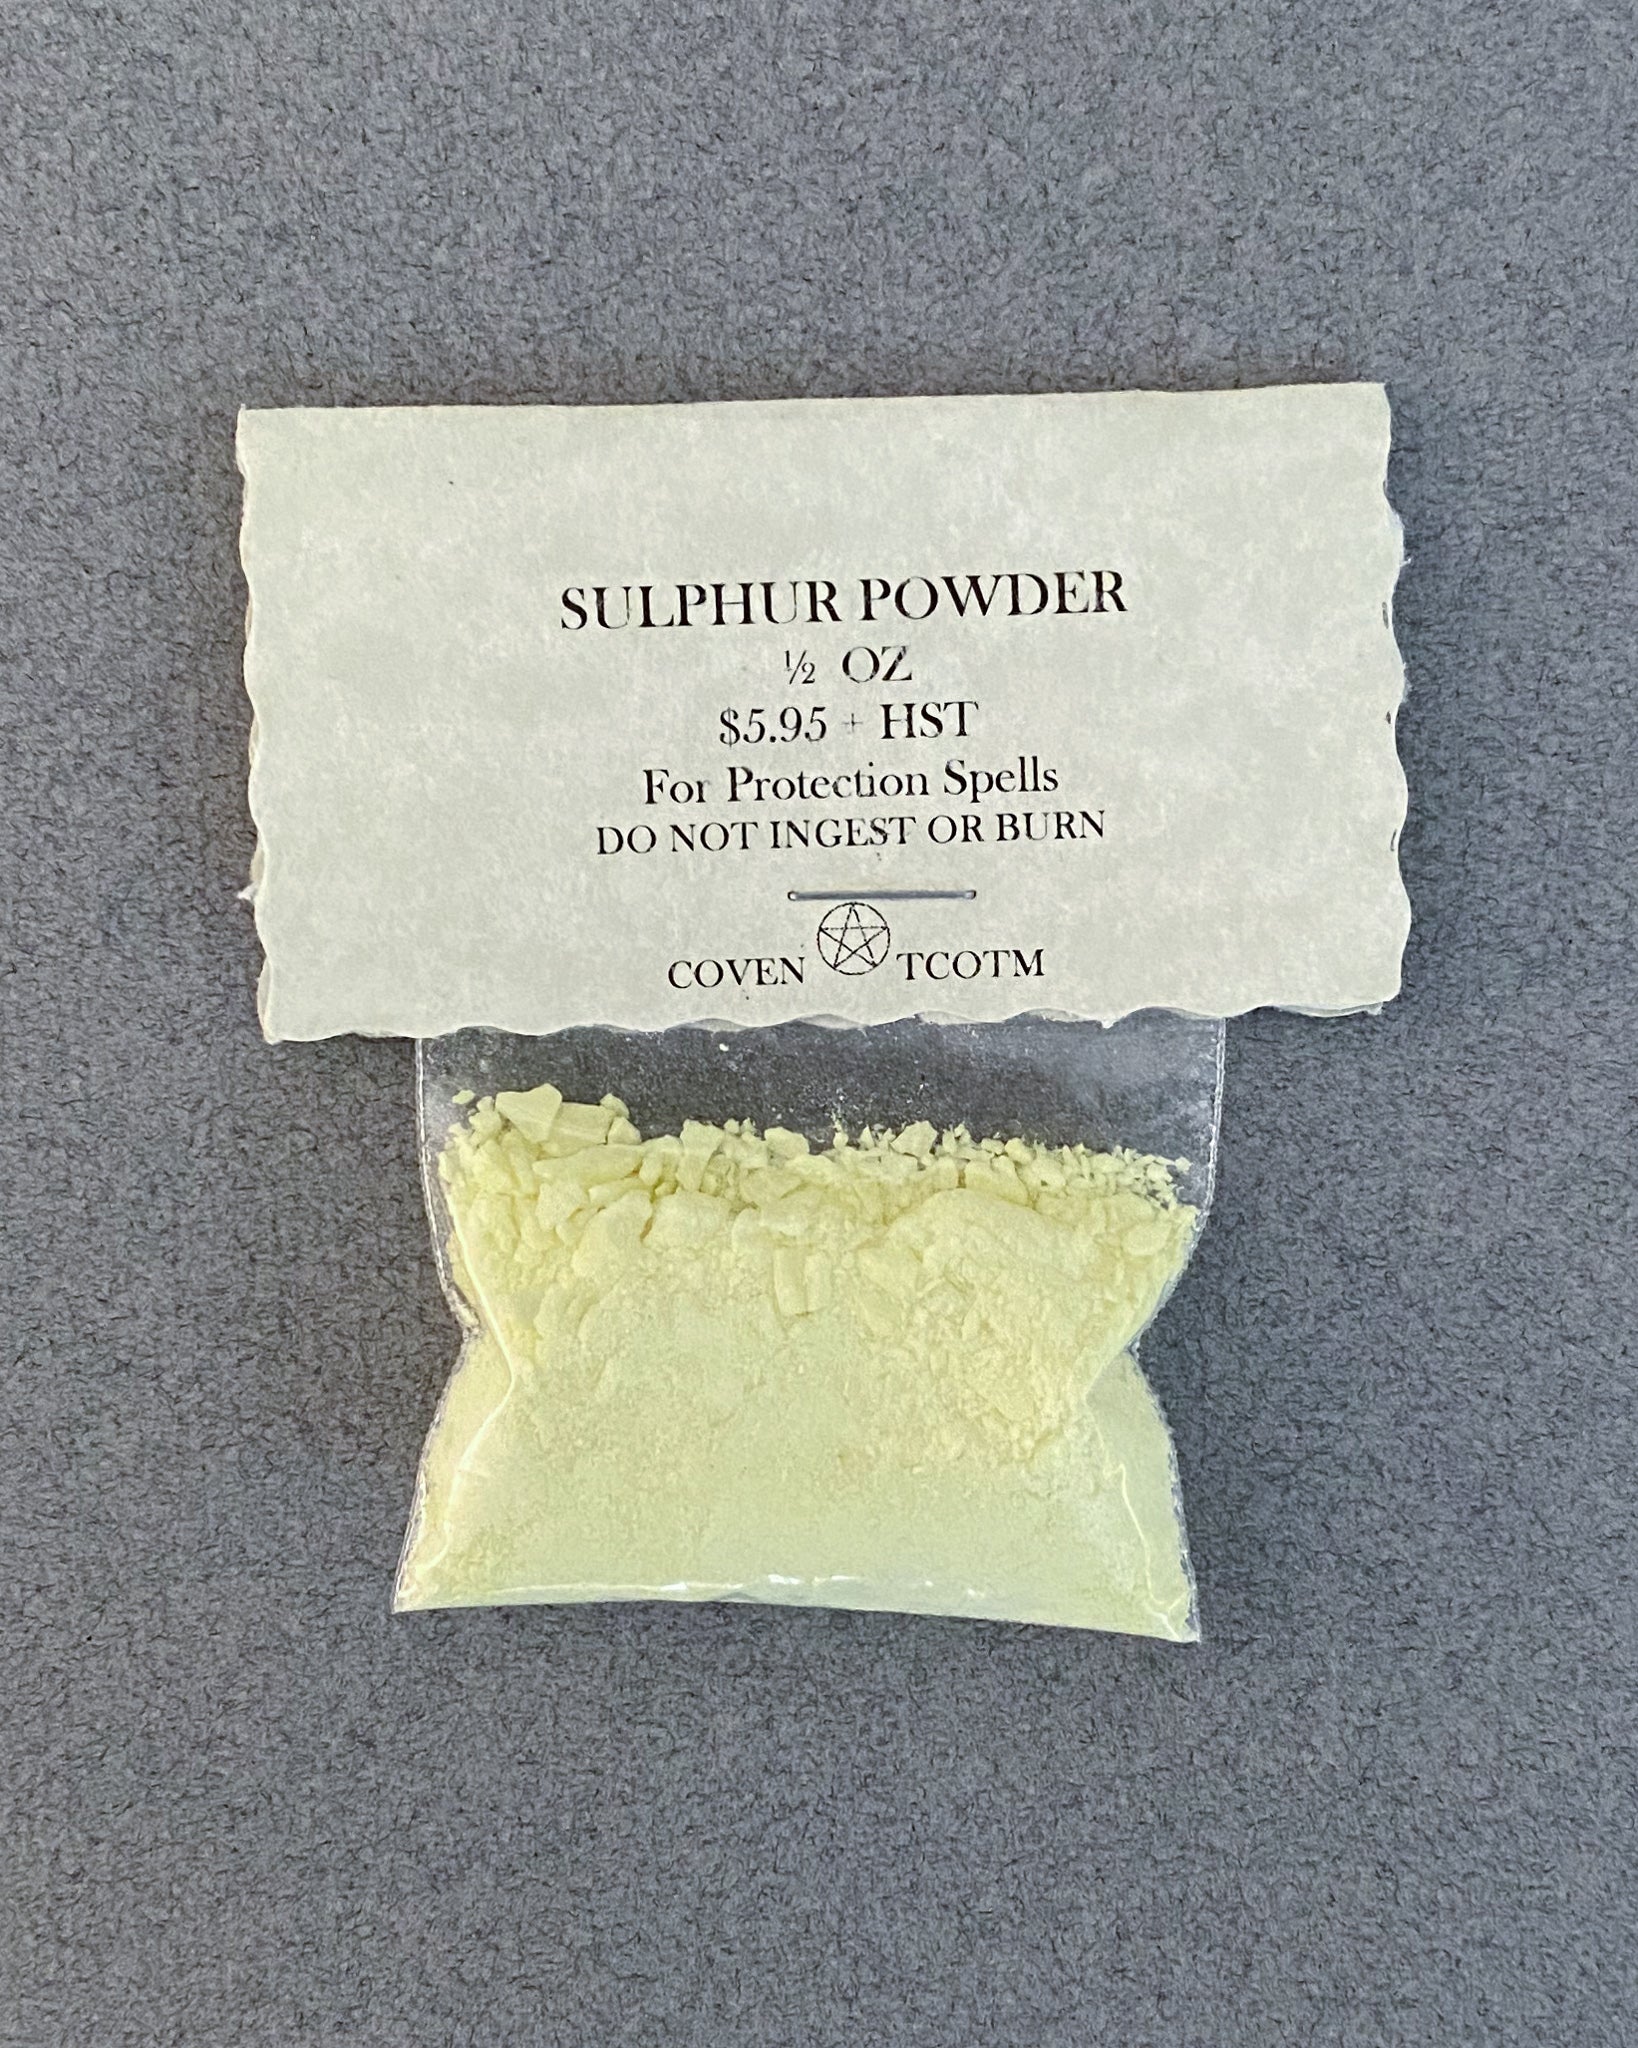 SULPHUR POWDER
½ OZ
$5.95 + HST
For Protection Spells
DO NOT INGEST OR BURN
COVEN TCOTM